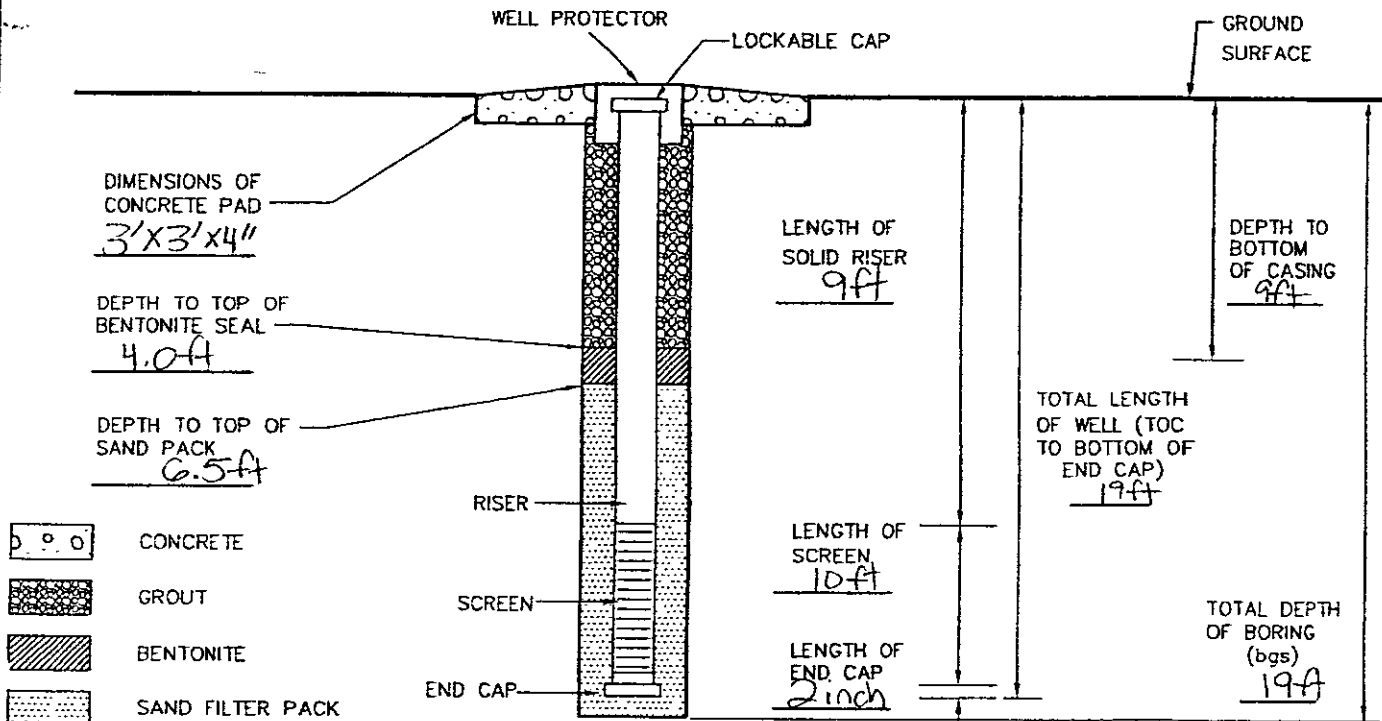 WELL PROTECTOR
LOCKABLE CAP
GROUND
SURFACE
DIMENSIONS OF
CONCRETE PAD
3'X3'X4"
DEPTH TO TOP OF
BENTONITE SEAL
4.0ft
DEPTH TO TOP OF
SAND PACK
6.5ft
CONCRETE
GROUT
BENTONITE
SAND FILTER PACK
RISER
SCREEN
END CAP
LENGTH OF
SOLID RISER
9ft
LENGTH OF
SCREEN
10ft
LENGTH OF
END CAP
2inch
TOTAL LENGTH
OF WELL (TOC
TO BOTTOM OF
END CAP)
19ft
DEPTH TO
BOTTOM
OF CASING
9ft
TOTAL DEPTH
OF BORING
(bgs)
19ft